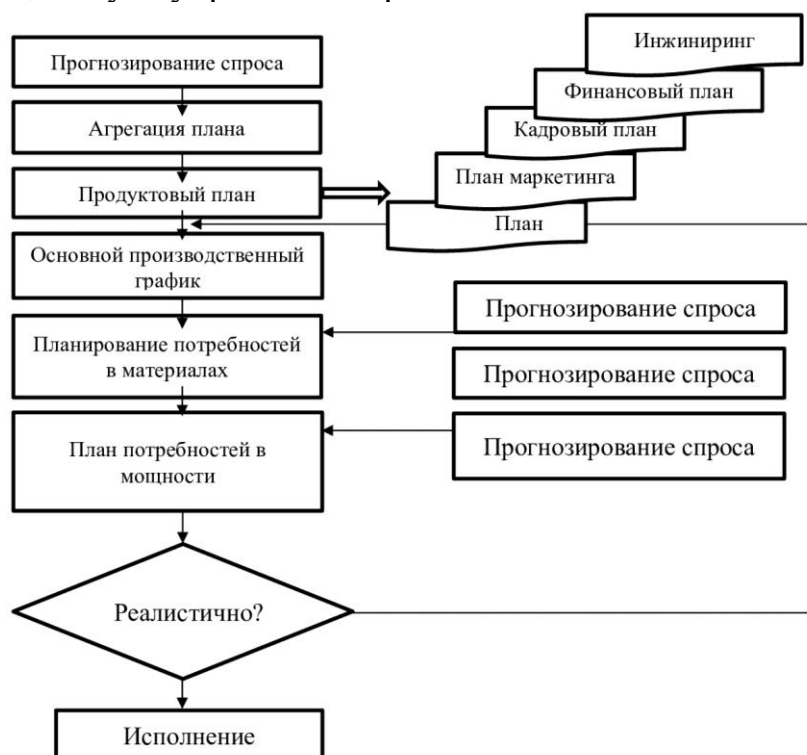 Прогнозирование спроса
Агрегация плана
Продуктовый план
Основной производственный
график
Планирование потребностей
в материалах
План потребностей в
мощности
Реалистично?
Исполнение
Инжиниринг
Финансовый план
Кадровый план
План маркетинга
План
Прогнозирование спроса
Прогнозирование спроса
Прогнозирование спроса